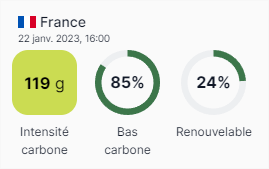 France
22 janv. 2023, 16:00
119 g
85%
24%
Intensité
carbone
Bas
carbone
Renouvelable